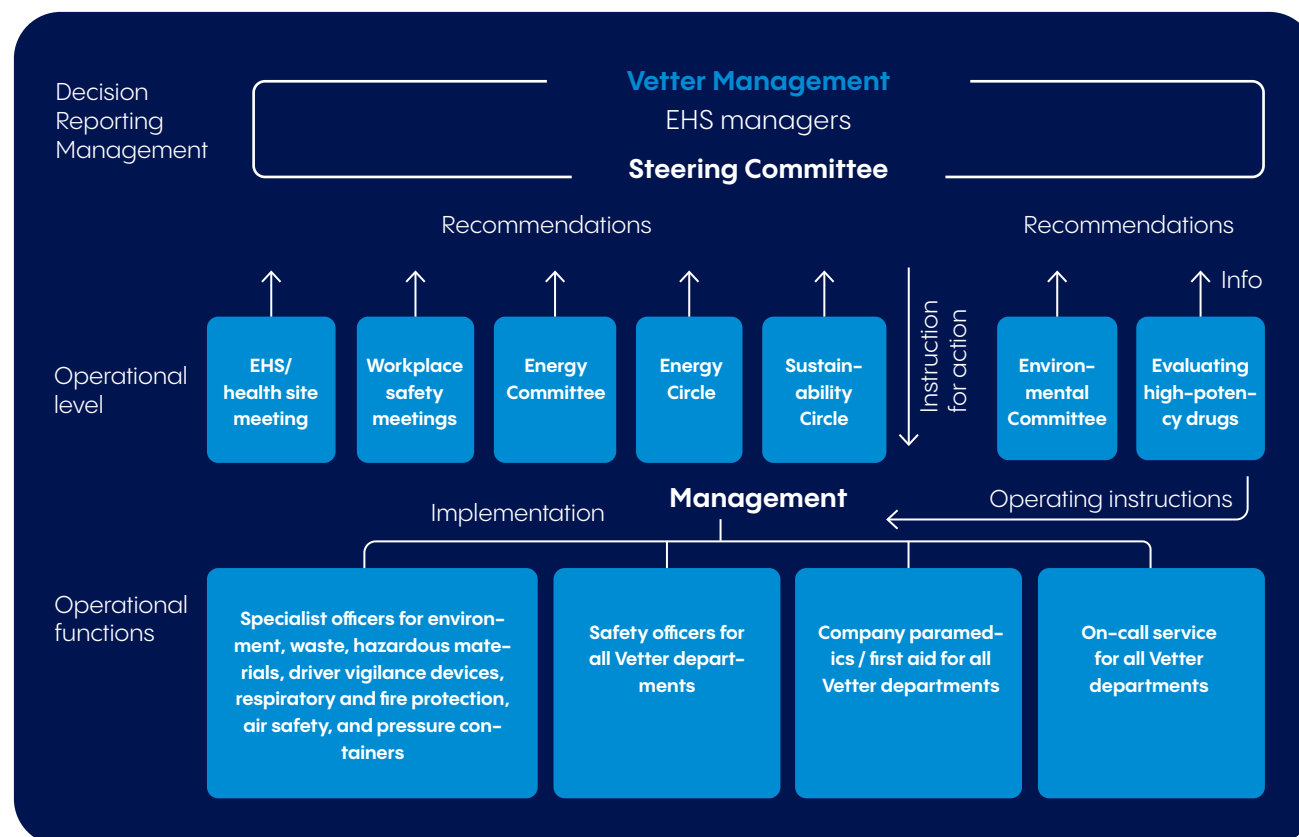 Decision
Reporting
Management
Vetter Management
EHS managers
Steering Committee
Recommendations
Recommendations
Info
Operational
level
EHS/
health site
meeting
Workplace
safety
meetings
Energy
Committee
Energy
Circle
Sustain-
ability
Circle
Instruction
for action
Environ-
mental
Committee
Evaluating
high-poten-
cy drugs
Implementation
Management
Operating instructions
Operational
functions
Specialist officers for environ-
ment, waste, hazardous mate-
rials, driver vigilance devices,
respiratory and fire protection,
air safety, and pressure con-
tainers
Safety officers for
all Vetter depart-
ments
Company paramed-
ics / first aid for all
Vetter departments
On-call service
for all Vetter
departments